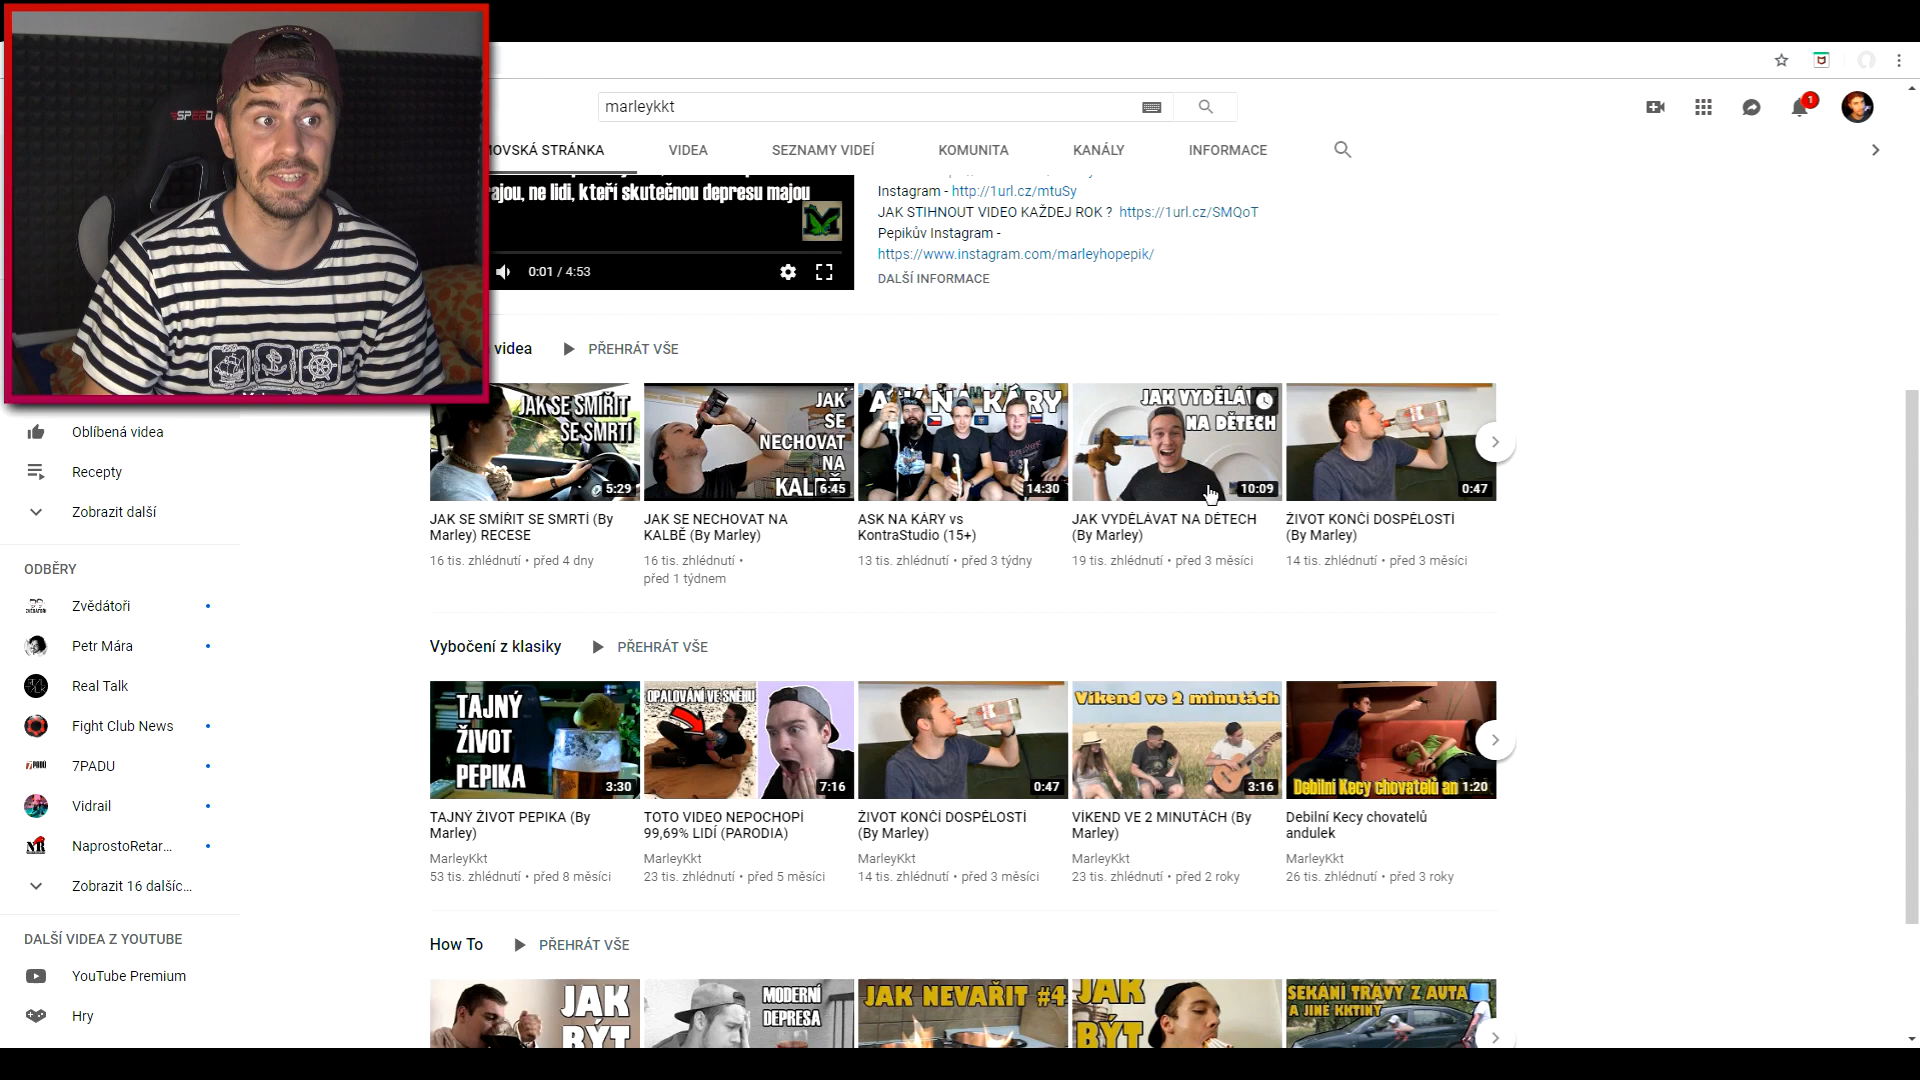 SPEED
marleykkt
1
MOVSKÁ STRÁNKA
VIDEA
SEZNAMY VIDEÍ
KOMUNITA
KANÁLY
INFORMACE
rajou, ne lidi, kteří skutečnou depresu majou
0:01 / 4:53
Instagram - http://1url.cz/mtuSy
JAK STIHNOUT VIDEO KAŽDEJ ROK ? https://1url.cz/SMQoT
Pepikův Instagram -
https://www.instagram.com/marleyhopepik/
DALŠÍ INFORMACE
videa
PŘEHRÁT VŠE
JAK SE SMÍŘIT
SE SMRTÍ
5:29
JAK
SE
NECHOVAT
NA
KALBĚ
6:45
ASK NA KÁRY
14:30
JAK VYDĚLÁV
NA DĚTECH
10:09
0:47
JAK SE SMÍŘIT SE SMRTÍ (By
Marley) RECESE
16 tis. zhlédnutí • před 4 dny
JAK SE NECHOVAT NA
KALBĚ (By Marley)
16 tis. zhlédnutí •
před 1 týdnem
ASK NA KÁRY vs
KontraStudio (15+)
13 tis. zhlédnutí • před 3 týdny
JAK VYDĚLÁVAT NA DĚTECH
(By Marley)
19 tis. zhlédnutí • před 3 měsíci
ŽIVOT KONČÍ DOSPĚLOSTÍ
(By Marley)
14 tis. zhlédnutí • před 3 měsíci
Vybočení z klasiky
PŘEHRÁT VŠE
TAJNÝ
ŽIVOT
PEPIKA
3:30
OPALOVÁNÍ VE SNĚHU
7:16
0:47
Víkend ve 2 minutách
3:16
Debilní Kecy chovatelů an
1:20
TAJNÝ ŽIVOT PEPIKA (By
Marley)
MarleyKkt
53 tis. zhlédnutí • před 8 měsíci
TOTO VIDEO NEPOCHOPÍ
99,69% LIDÍ (PARODIA)
MarleyKkt
23 tis. zhlédnutí • před 5 měsíci
ŽIVOT KONČÍ DOSPĚLOSTÍ
(By Marley)
MarleyKkt
14 tis. zhlédnutí • před 3 měsíci
VÍKEND VE 2 MINUTÁCH (By
Marley)
MarleyKkt
23 tis. zhlédnutí • před 2 roky
Debilní Kecy chovatelů
andulek
MarleyKkt
26 tis. zhlédnutí • před 3 roky
How To
PŘEHRÁT VŠE
JAK
BÝT
MODERNÍ
DEPRESA
JAK NEVAŘIT #4
JAK
BÝT
SEKÁNÍ TRÁVY Z AUTA
A JINÉ KKTINY
Oblíbená videa
Recepty
Zobrazit další
ODBĚRY
Zvědátoři
Petr Mára
Real Talk
Fight Club News
7PADU
Vidrail
NaprostoRetar...
Zobrazit 16 dalšíc...
DALŠÍ VIDEA Z YOUTUBE
YouTube Premium
Hry